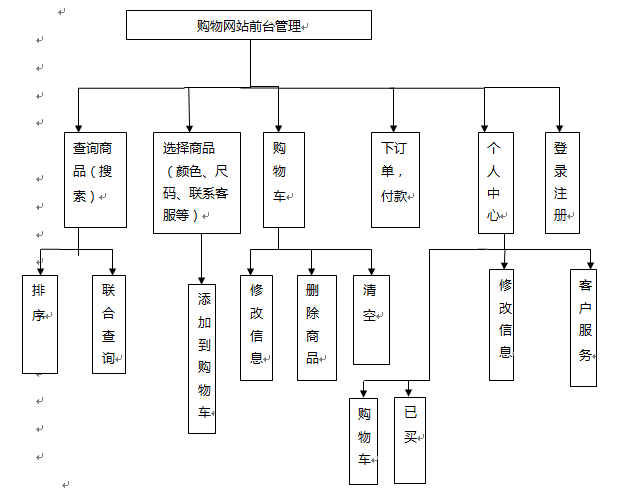 购物网站前台管理
查询商
品（搜
索）
选择商品
（颜色、尺
码、联系客
服等）
购
物
车
下订
单，
付款
个
人
中
心
登
录
注
册
排
序
联
合
查
询
添
加
到
购
物
车
修
改
信
息
删
除
商
品
清
空
修
改
信
息
客
户
服
务
购
物
车
已
买